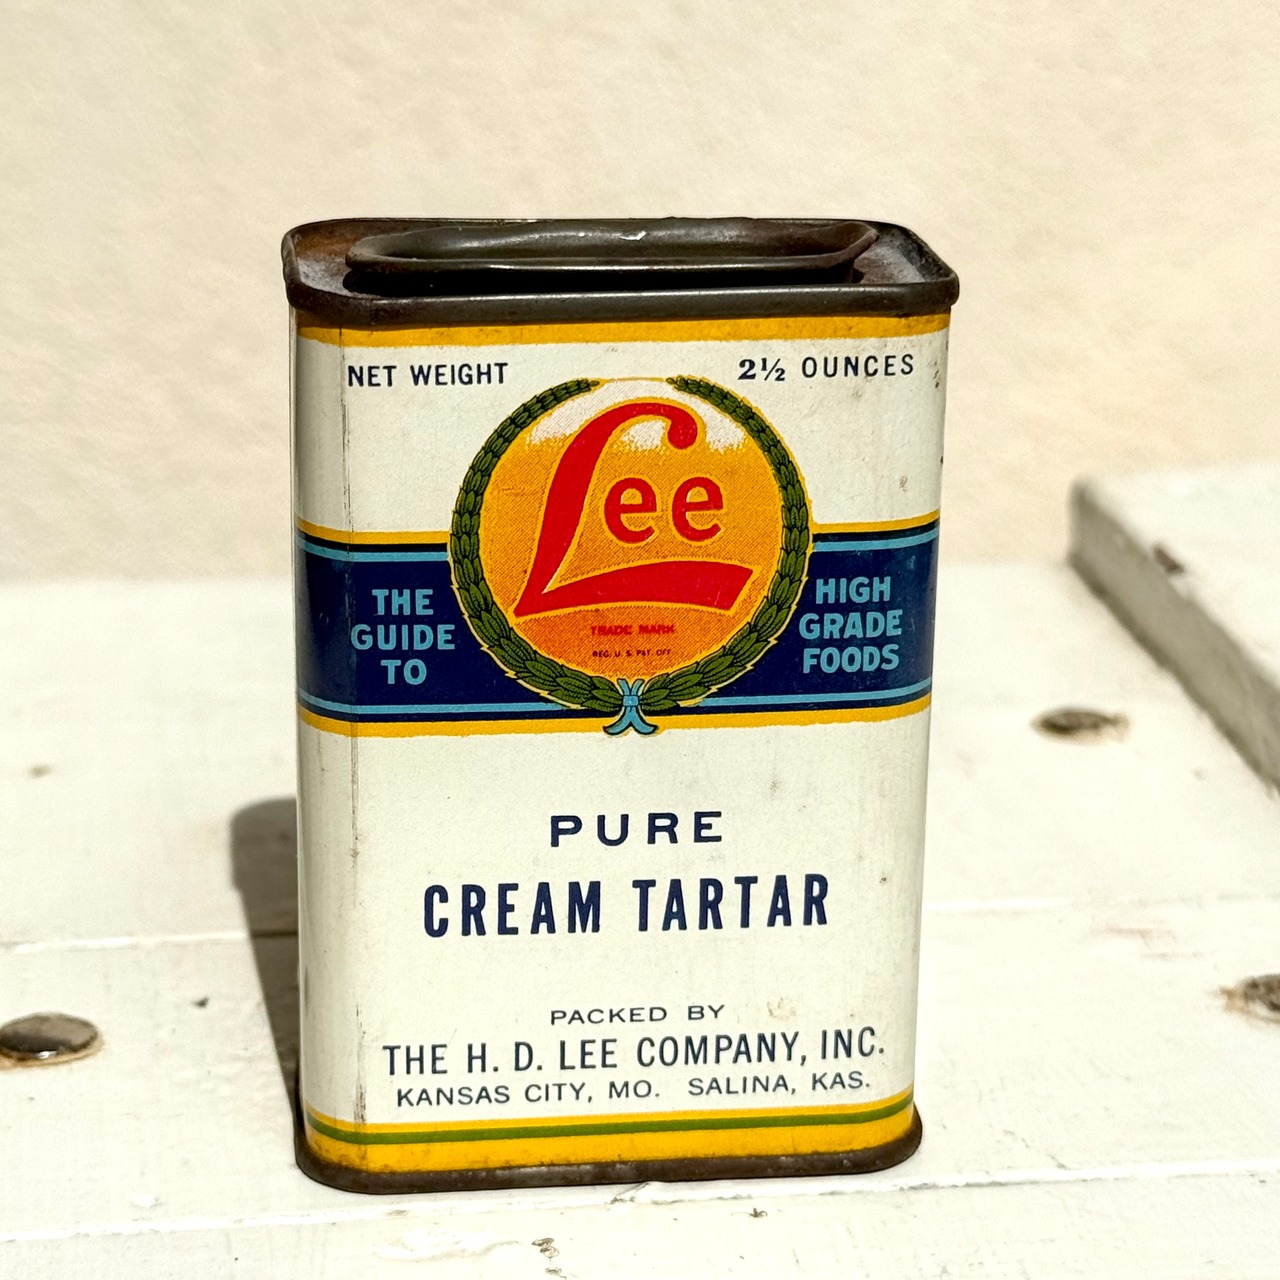 NET WEIGHT 2½ OUNCES
Lee
TRADE MARK
REG. U. S. PAT. OFF.
THE
GUIDE
TO
HIGH
GRADE
FOODS
PURE
CREAM TARTAR
PACKED BY
THE H. D. LEE COMPANY, INC.
KANSAS CITY, MO. SALINA, KAS.